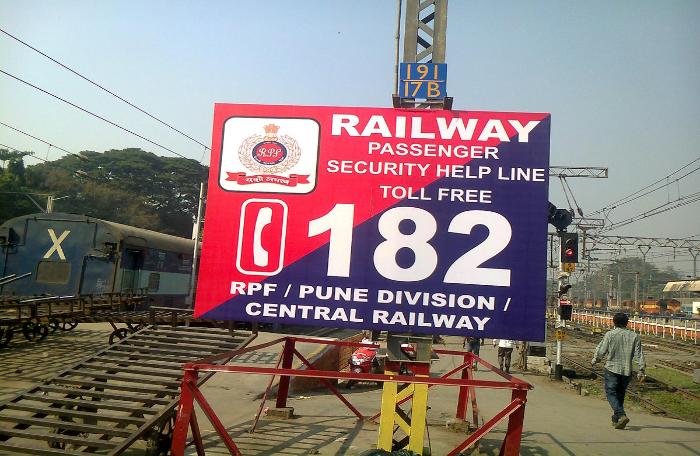 191
17B
RAILWAY
PASSENGER
SECURITY HELP LINE
TOLL FREE
182
RPF / PUNE DIVISION /
CENTRAL RAILWAY
R.P.F.
X